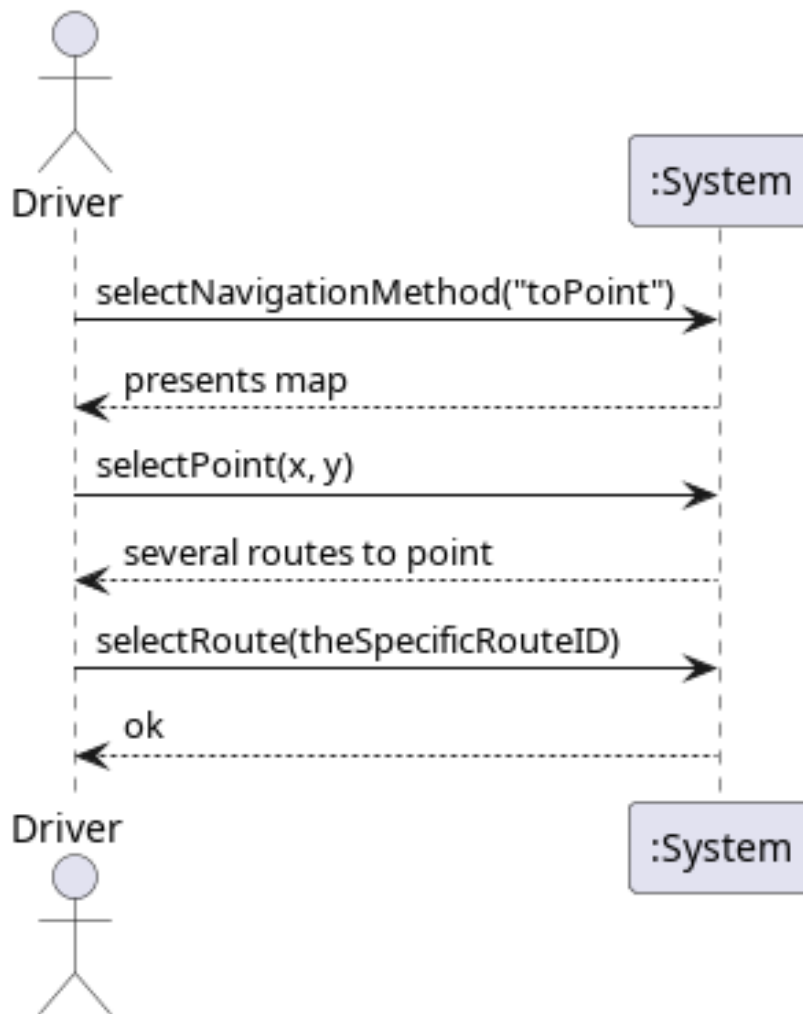 Driver
:System
selectNavigationMethod("toPoint")
presents map
selectPoint(x, y)
several routes to point
selectRoute(theSpecificRouteID)
ok
Driver
:System